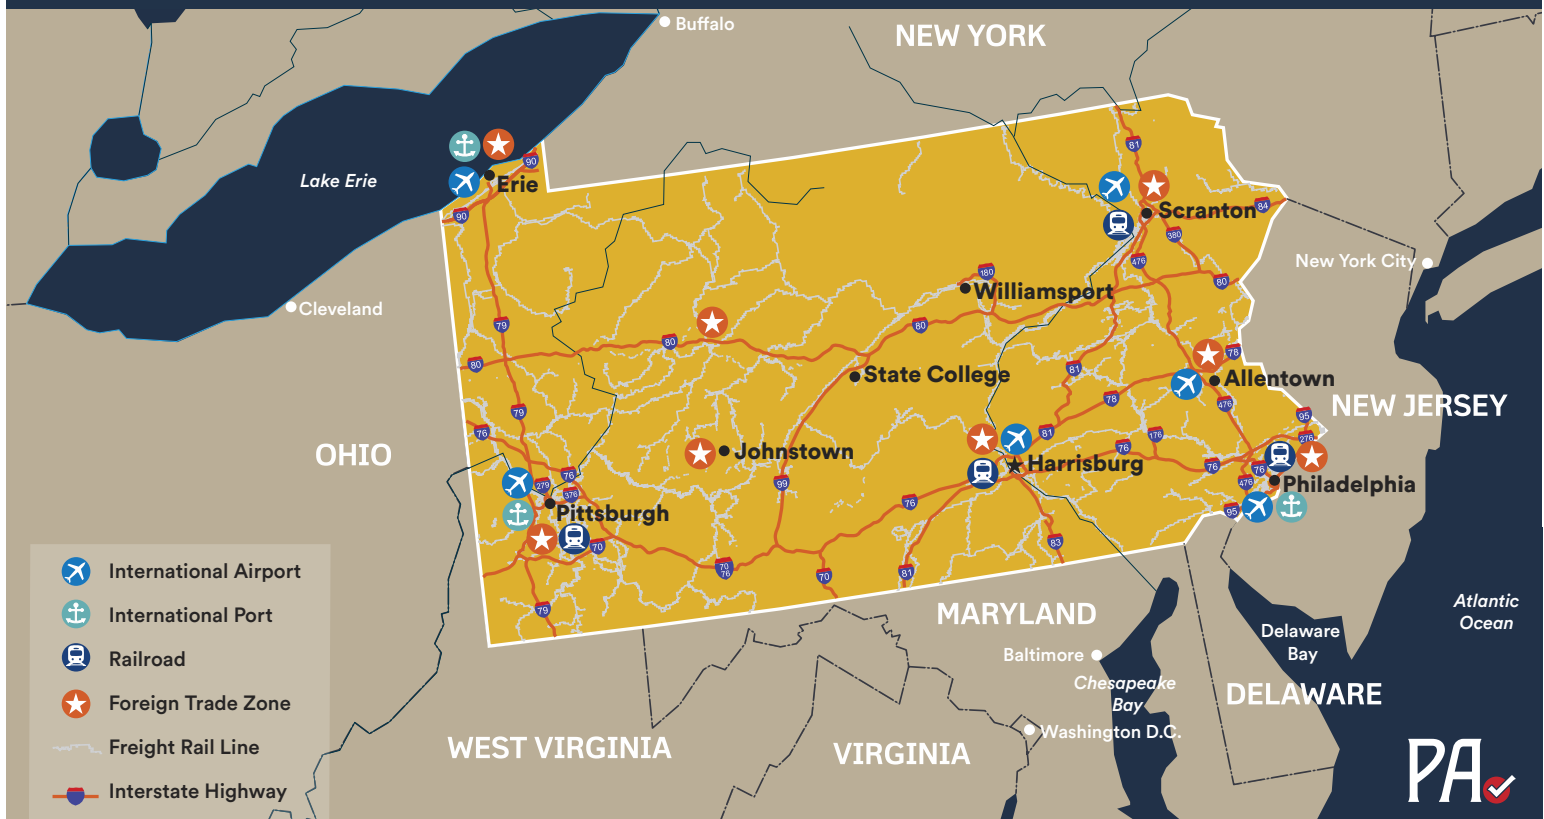 Buffalo
NEW YORK
90
81
Lake Erie
Erie
90
Scranton
84
380
476
New York City
180
80
Williamsport
Cleveland
79
80
80
80
78
81
State College
Allentown
78
476
NEW JERSEY
79
95
76
81
176
276
OHIO
Johnstown
76
Harrisburg
76
76
76
279
376
99
476
Philadelphia
76
95
Pittsburgh
70
83
70
76
70
81
International Airport
79
MARYLAND
Atlantic
Ocean
International Port
Delaware
Bay
Railroad
Baltimore
Chesapeake
Bay
DELAWARE
Foreign Trade Zone
Washington D.C.
Freight Rail Line
WEST VIRGINIA
VIRGINIA
Interstate Highway
PA